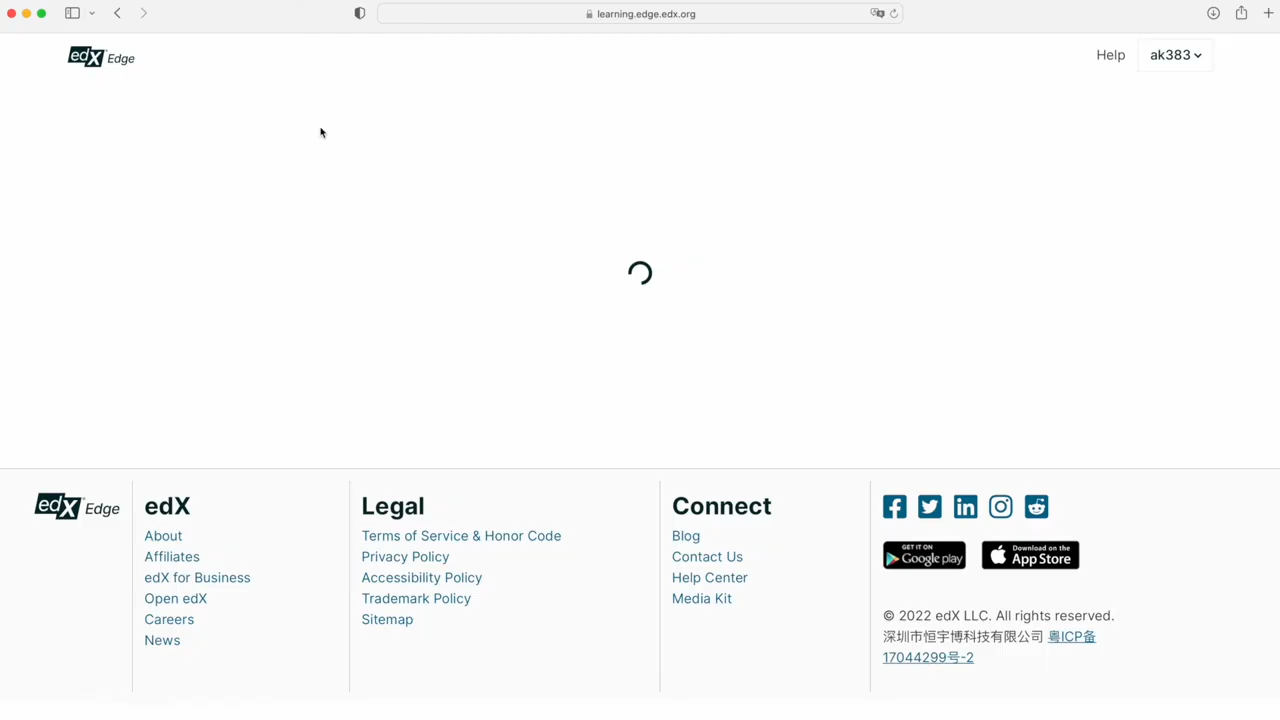 learning.edge.edx.org
edX Edge
Help
ak383
edX Edge
edX
About
Affiliates
edX for Business
Open edX
Careers
News
Legal
Terms of Service & Honor Code
Privacy Policy
Accessibility Policy
Trademark Policy
Sitemap
Connect
Blog
Contact Us
Help Center
Media Kit
GET IT ON
Google play
Download on the
App Store
© 2022 edX LLC. All rights reserved.
深圳市恒宇博科技有限公司 粤ICP备
17044299号-2